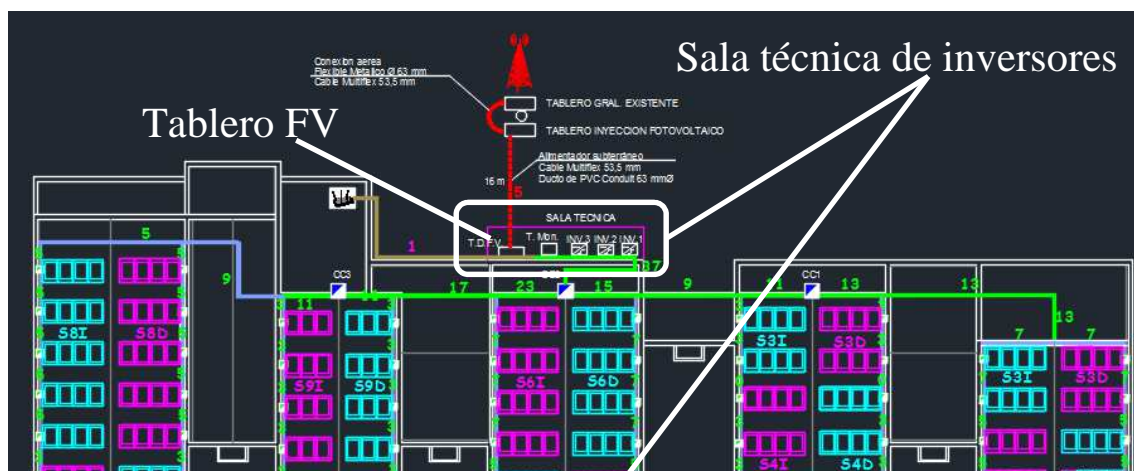 Sala técnica de inversores
Conexion aerea
Flexible Metalico Ø 63 mm
Cable Multiflex 53,5 mm
TABLERO GRAL. EXISTENTE
Tablero FV
TABLERO INYECCION FOTOVOLTAICO
Alimentador subterráneo
Cable Multiflex 53,5 mm
Ducto de PVC Conduit 63 mmØ
16 m
5
SALA TECNICA
T.D.F.V.
T. Mon.
INV.3 INV.2 INV.1
5
1
9
CC3
CC1
17
23
15
9
11
13
13
11
13
7
7
S8I
S8D
S9I
S9D
S6I
S6D
S3I
S3D
S3I
S3D
S4I
S4D